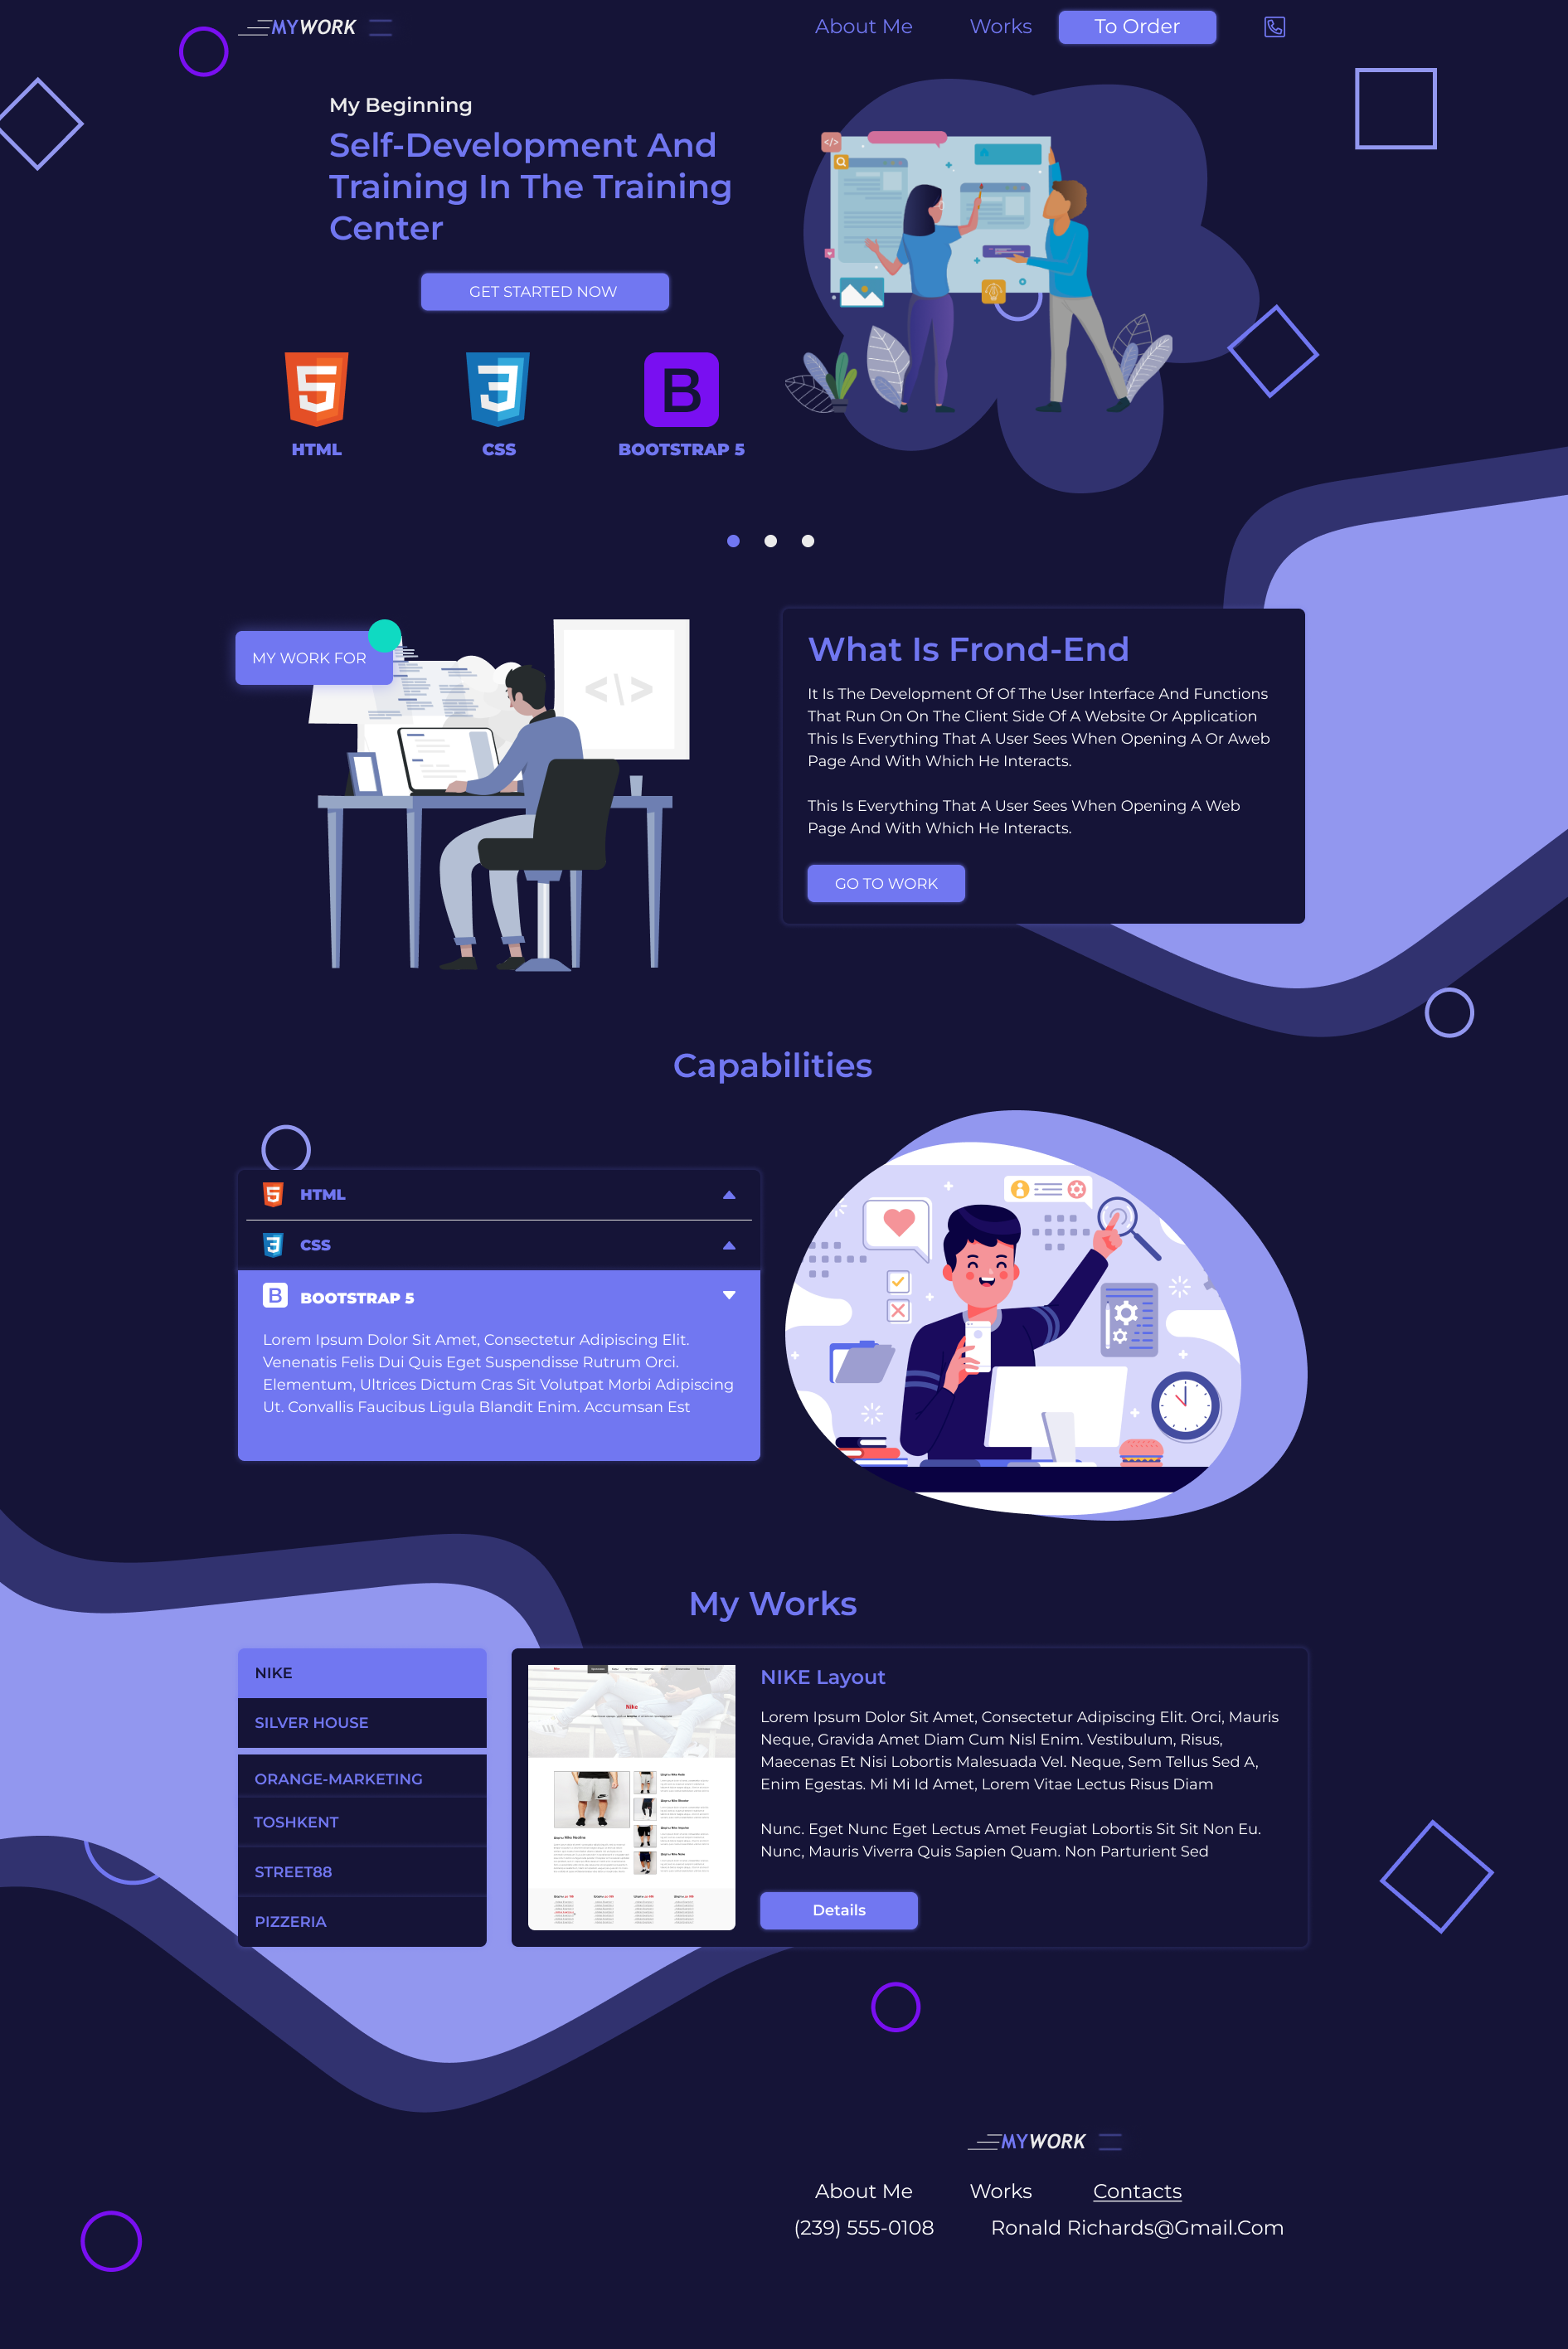 MYWORK
About Me
Works
To Order
My Beginning
Self-Development And
Training In The Training
Center
GET STARTED NOW
HTML
CSS
BOOTSTRAP 5
MY WORK FOR
</>
What Is Frond-End
It Is The Development Of Of The User Interface And Functions
That Run On On The Client Side Of A Website Or Application
This Is Everything That A User Sees When Opening A Or Aweb
Page And With Which He Interacts.
This Is Everything That A User Sees When Opening A Web
Page And With Which He Interacts.
GO TO WORK
Capabilities
HTML
CSS
BOOTSTRAP 5
Lorem Ipsum Dolor Sit Amet, Consectetur Adipiscing Elit.
Venenatis Felis Dui Quis Eget Suspendisse Rutrum Orci.
Elementum, Ultrices Dictum Cras Sit Volutpat Morbi Adipiscing
Ut. Convallis Faucibus Ligula Blandit Enim. Accumsan Est
My Works
NIKE
SILVER HOUSE
ORANGE-MARKETING
TOSHKENT
STREET88
PIZZERIA
Nike
NIKE Layout
Lorem Ipsum Dolor Sit Amet, Consectetur Adipiscing Elit. Orci, Mauris
Neque, Gravida Amet Diam Cum Nisl Enim. Vestibulum, Risus,
Maecenas Et Nisi Lobortis Malesuada Vel. Neque, Sem Tellus Sed A,
Enim Egestas. Mi Mi Id Amet, Lorem Vitae Lectus Risus Diam
Nunc. Eget Nunc Eget Lectus Amet Feugiat Lobortis Sit Sit Non Eu.
Nunc, Mauris Viverra Quis Sapien Quam. Non Parturient Sed
Details
MYWORK
About Me
Works
Contacts
(239) 555-0108
Ronald Richards@Gmail.Com